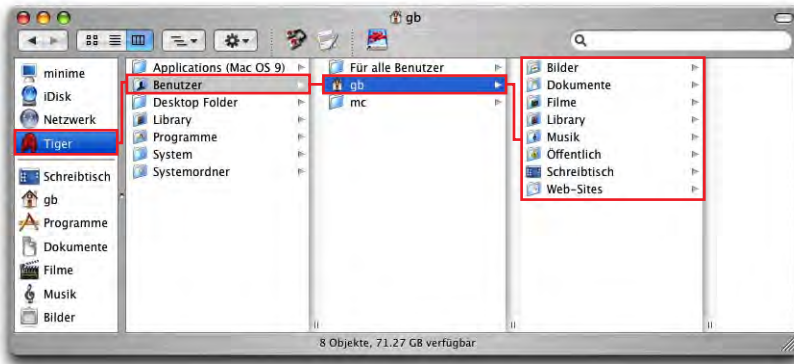 gb
minime
iDisk
Netzwerk
Tiger
Schreibtisch
gb
Programme
Dokumente
Filme
Musik
Bilder
Applications (Mac OS 9)
Benutzer
Desktop Folder
Library
Programme
System
Systemordner
Für alle Benutzer
gb
mc
Bilder
Dokumente
Filme
Library
Musik
Öffentlich
Schreibtisch
Web-Sites
8 Objekte, 71.27 GB verfügbar